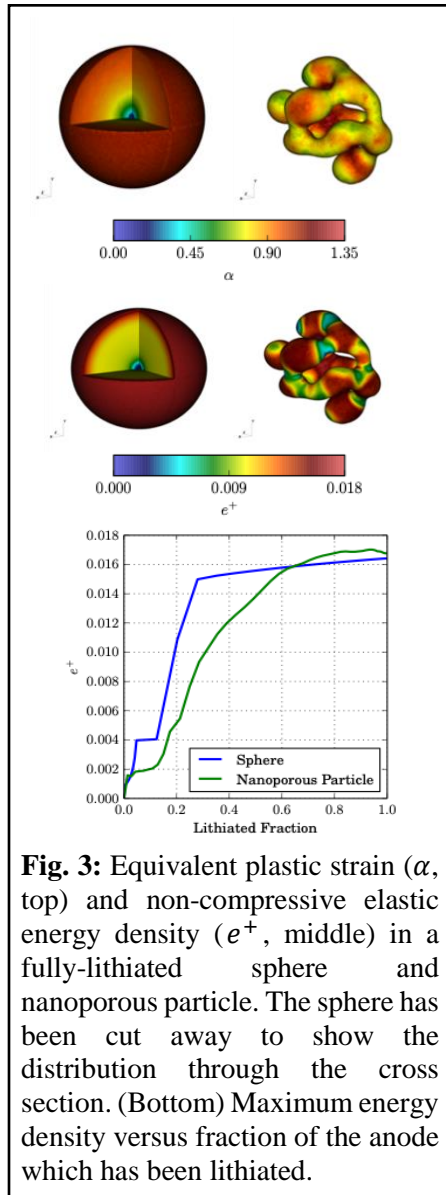 0.00 0.45 0.90 1.35
α
0.000 0.009 0.018
e⁺
0.018
0.016
0.014
0.012
0.010
0.008
0.006
0.004
0.002
0.000
e⁺
Sphere
Nanoporous Particle
0.0 0.2 0.4 0.6 0.8 1.0
Lithiated Fraction
Fig. 3: Equivalent plastic strain (α,
top) and non-compressive elastic
energy density (e⁺, middle) in a
fully-lithiated sphere and
nanoporous particle. The sphere has
been cut away to show the
distribution through the cross
section. (Bottom) Maximum energy
density versus fraction of the anode
which has been lithiated.